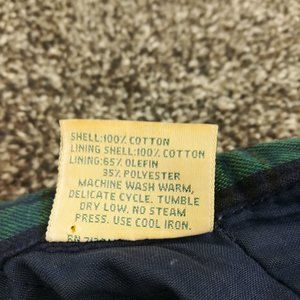 SHELL:100% COTTON
LINING SHELL:100% COTTON
LINING:65% OLEFIN
35% POLYESTER
MACHINE WASH WARM,
DELICATE CYCLE. TUMBLE
DRY LOW. NO STEAM
PRESS. USE COOL IRON.
RN